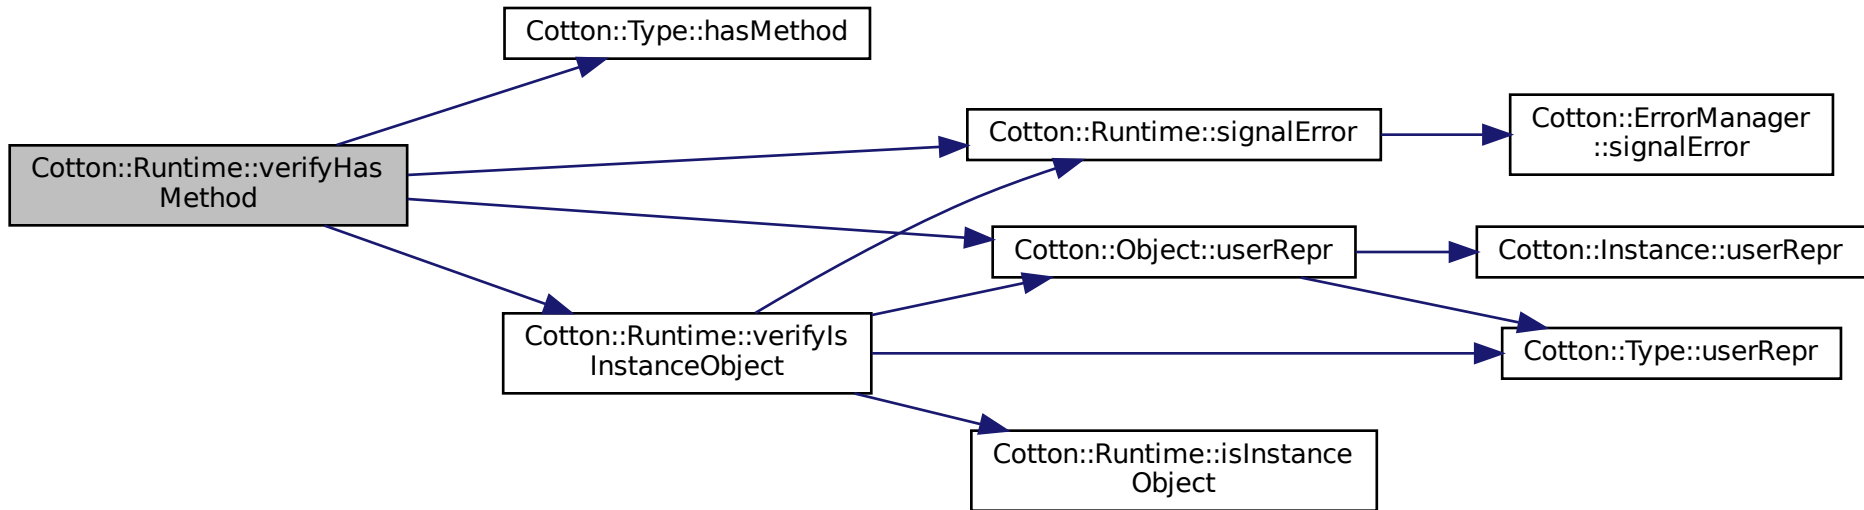 Cotton::Type::hasMethod
Cotton::Runtime::verifyHas
Method
Cotton::Runtime::signalError
Cotton::ErrorManager
::signalError
Cotton::Object::userRepr
Cotton::Instance::userRepr
Cotton::Runtime::verifyIs
InstanceObject
Cotton::Type::userRepr
Cotton::Runtime::isInstance
Object